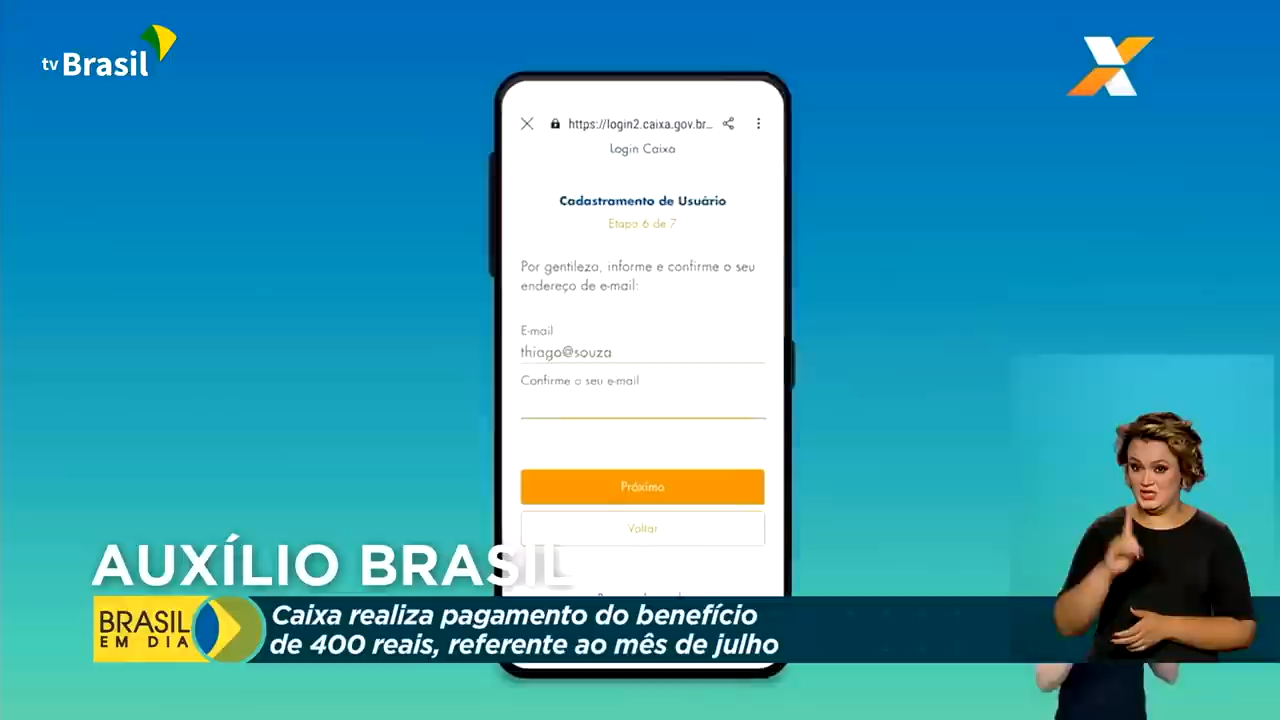 tv Brasil
https://login2.caixa.gov.br...
Login Caixa
Cadastramento de Usuário
Etapa 6 de 7
Por gentileza, informe e confirme o seu
endereço de e-mail:
E-mail
thiago@souza
Confirme o seu e-mail
Próximo
Voltar
AUXÍLIO BRASIL
BRASIL
EM DIA
Caixa realiza pagamento do benefício
de 400 reais, referente ao mês de julho